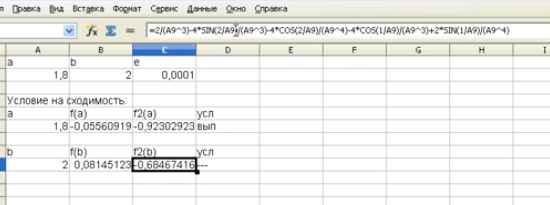 Правка Вид Вставка Формат Сервис Данные Окно Справка
=2/(A9^3)-4*SIN(2/A9)/(A9^3)-4*COS(2/A9)/(A9^4)-4*COS(1/A9)/(A9^3)+2*SIN(1/A9)/(A9^4)
A B C D E F G H I
a b e
1,8 2 0,0001
Условие на сходимость:
a f(a) f2(a) усл
1,8 -0,05560919 -0,92302923 вып
b f(b) f2(b) усл
2 0,08145123 -0,68467416 ---